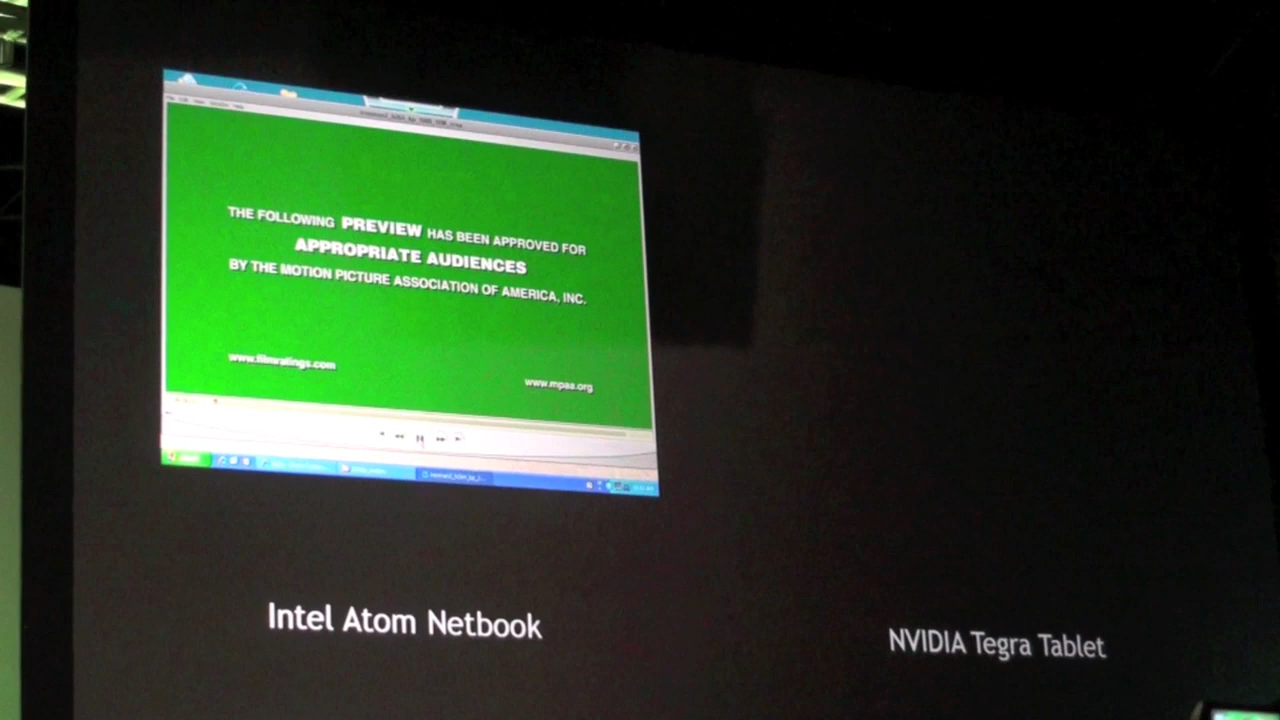 THE FOLLOWING PREVIEW HAS BEEN APPROVED FOR
APPROPRIATE AUDIENCES
BY THE MOTION PICTURE ASSOCIATION OF AMERICA, INC.
www.filmratings.com
www.mpaa.org
Intel Atom Netbook
NVIDIA Tegra Tablet